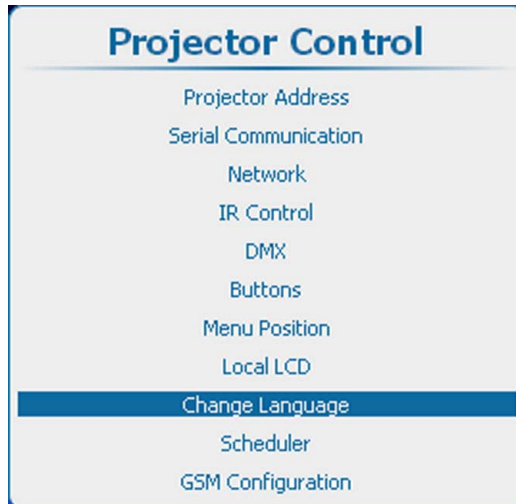 Projector Control
Projector Address
Serial Communication
Network
IR Control
DMX
Buttons
Menu Position
Local LCD
Change Language
Scheduler
GSM Configuration